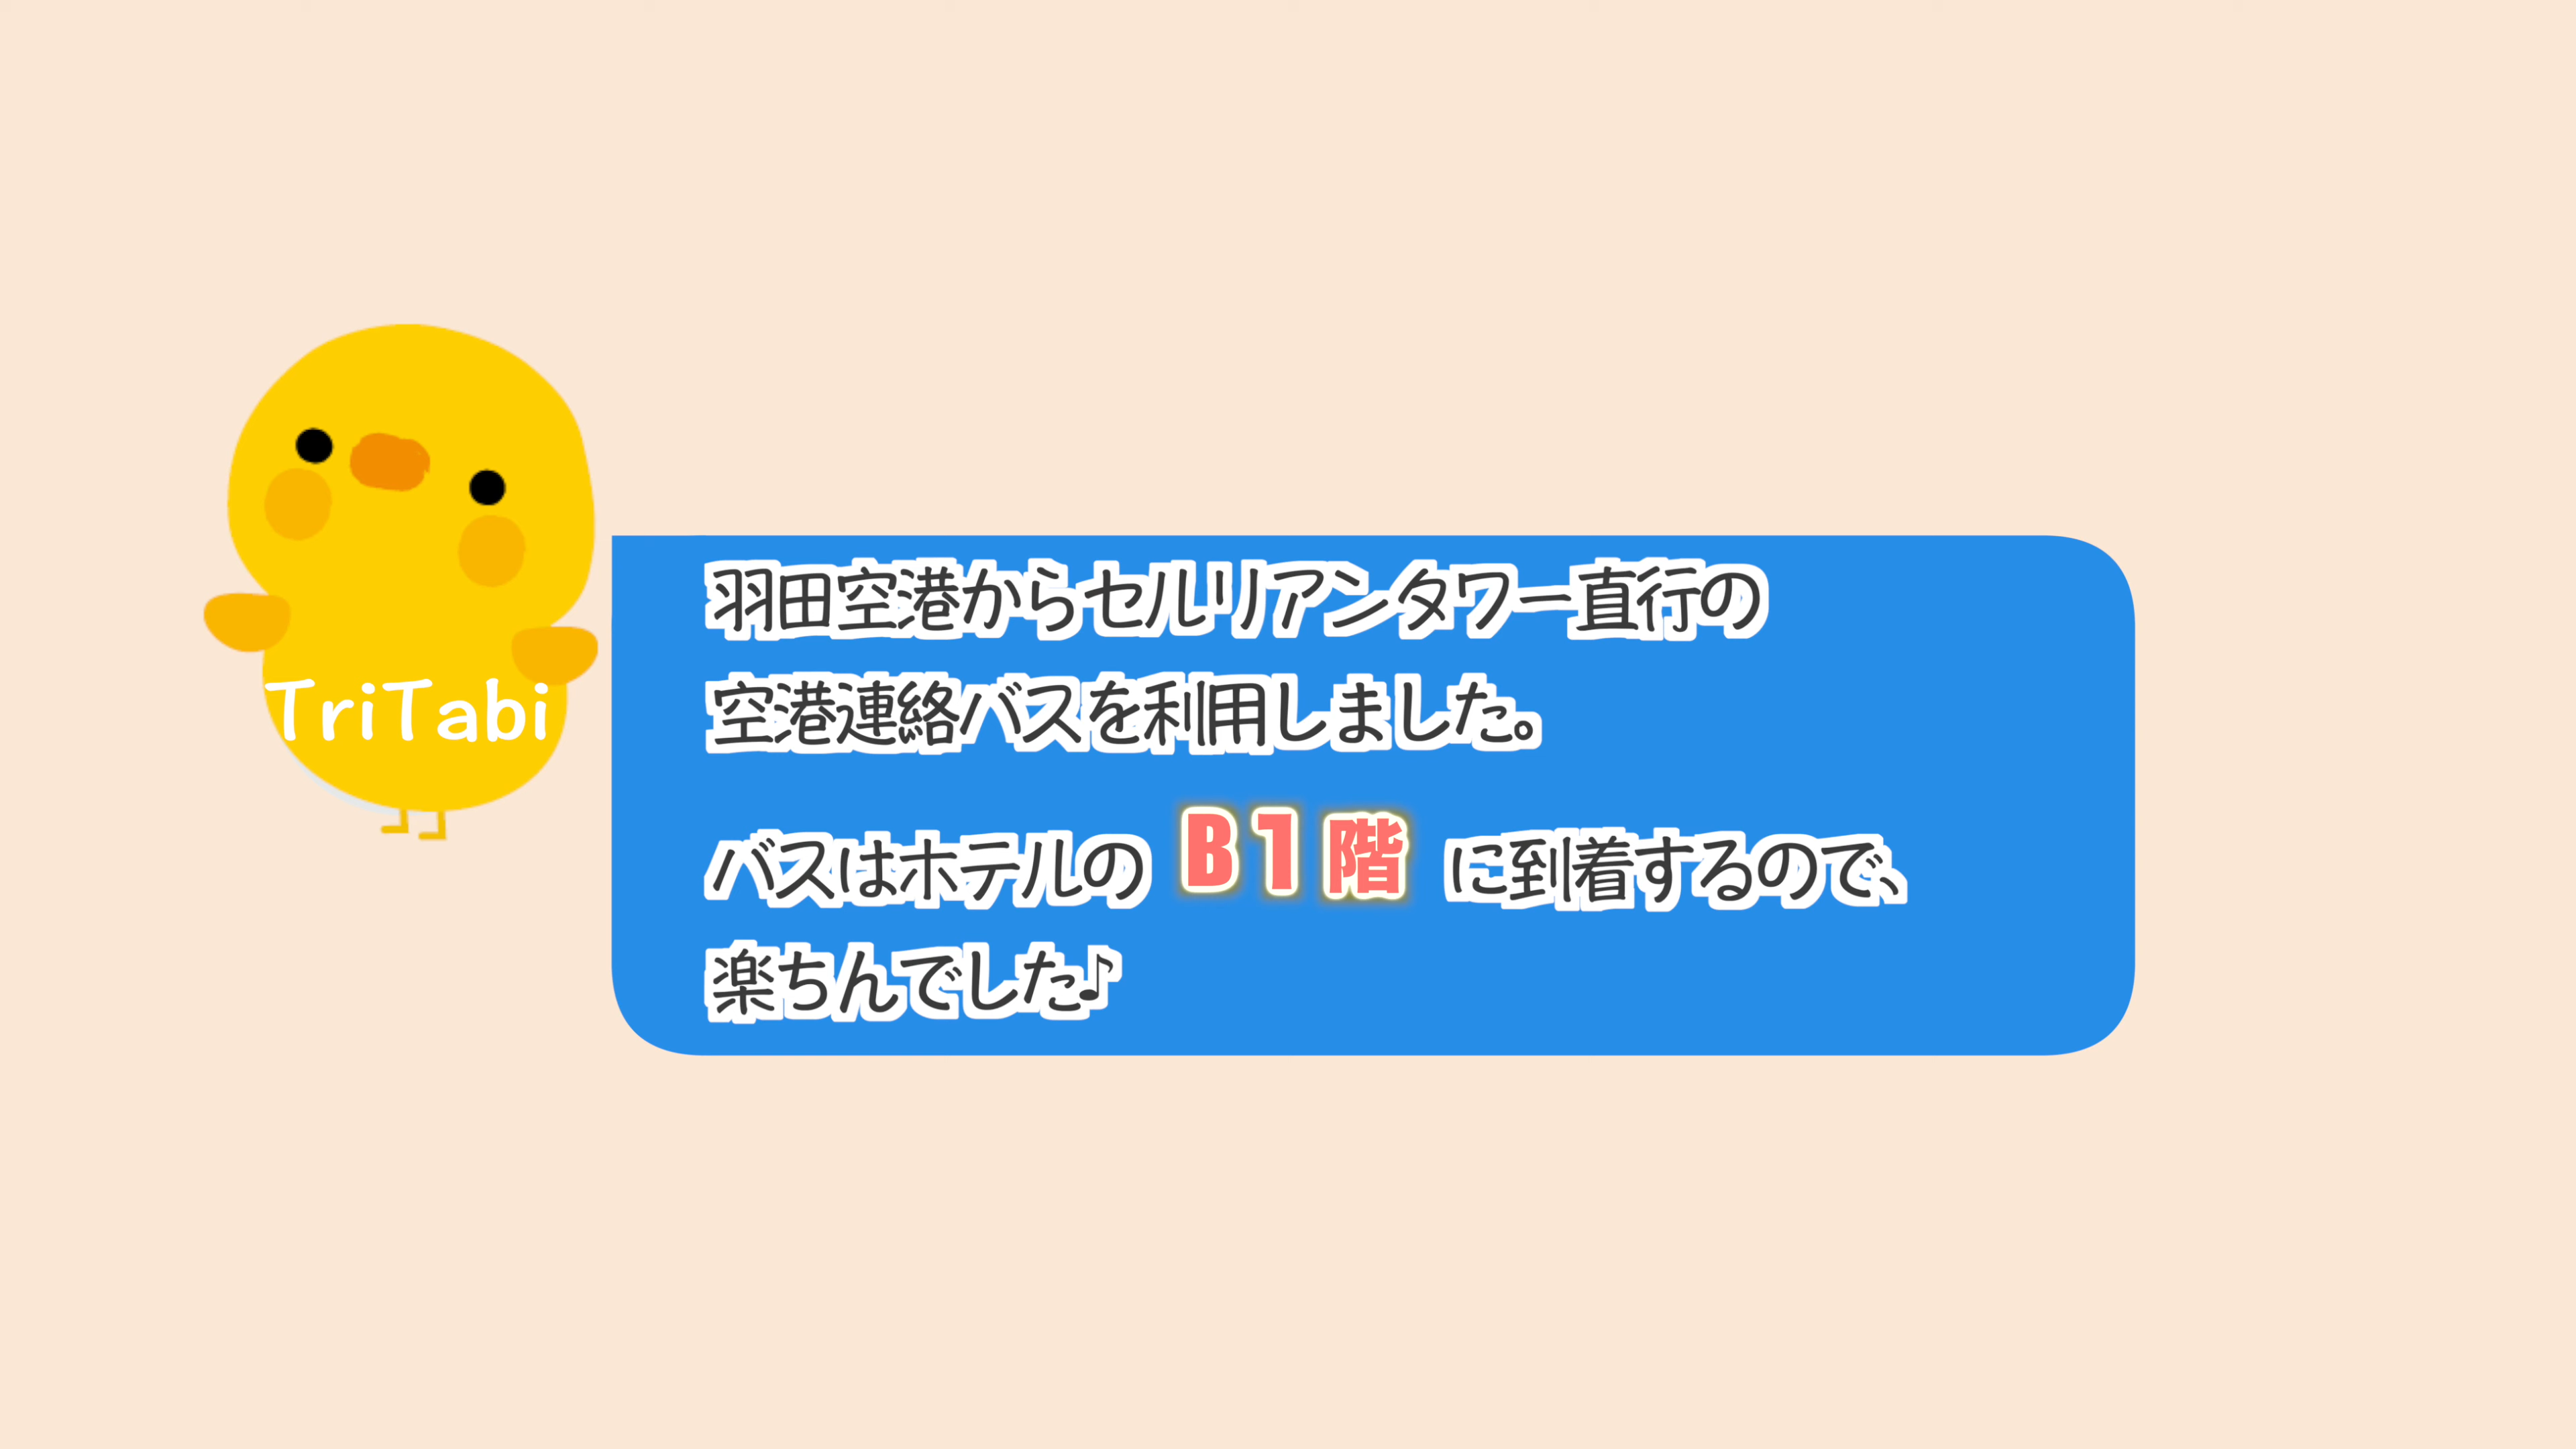 TriTabi
羽田空港からセルリアンタワー直行の
空港連絡バスを利用しました。
バスはホテルの B1階 に到着するので、
楽ちんでした♪